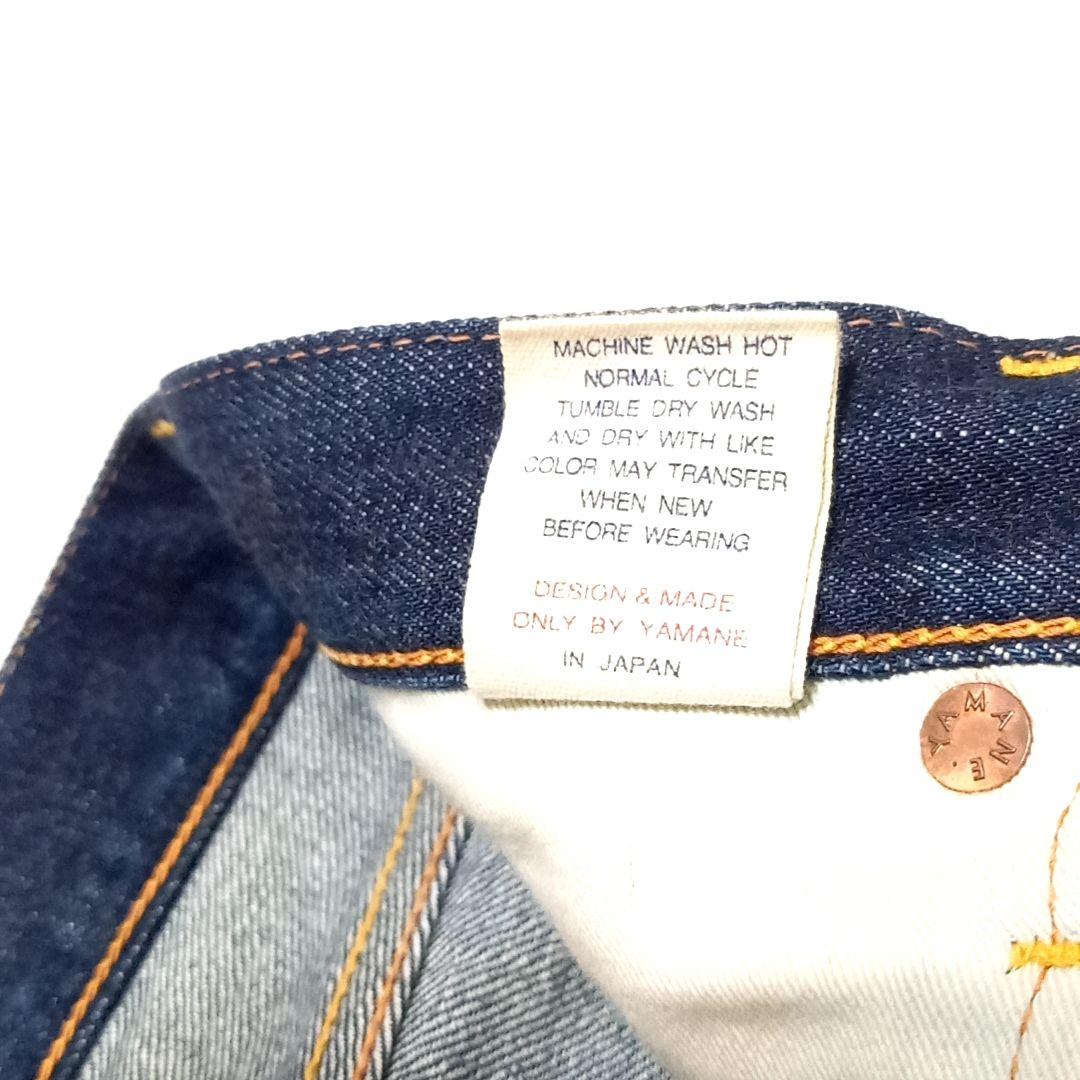 MACHINE WASH HOT
NORMAL CYCLE
TUMBLE DRY WASH
AND DRY WITH LIKE
COLOR MAY TRANSFER
WHEN NEW
BEFORE WEARING
DESIGN & MADE
ONLY BY YAMANE
IN JAPAN
YAMANE.